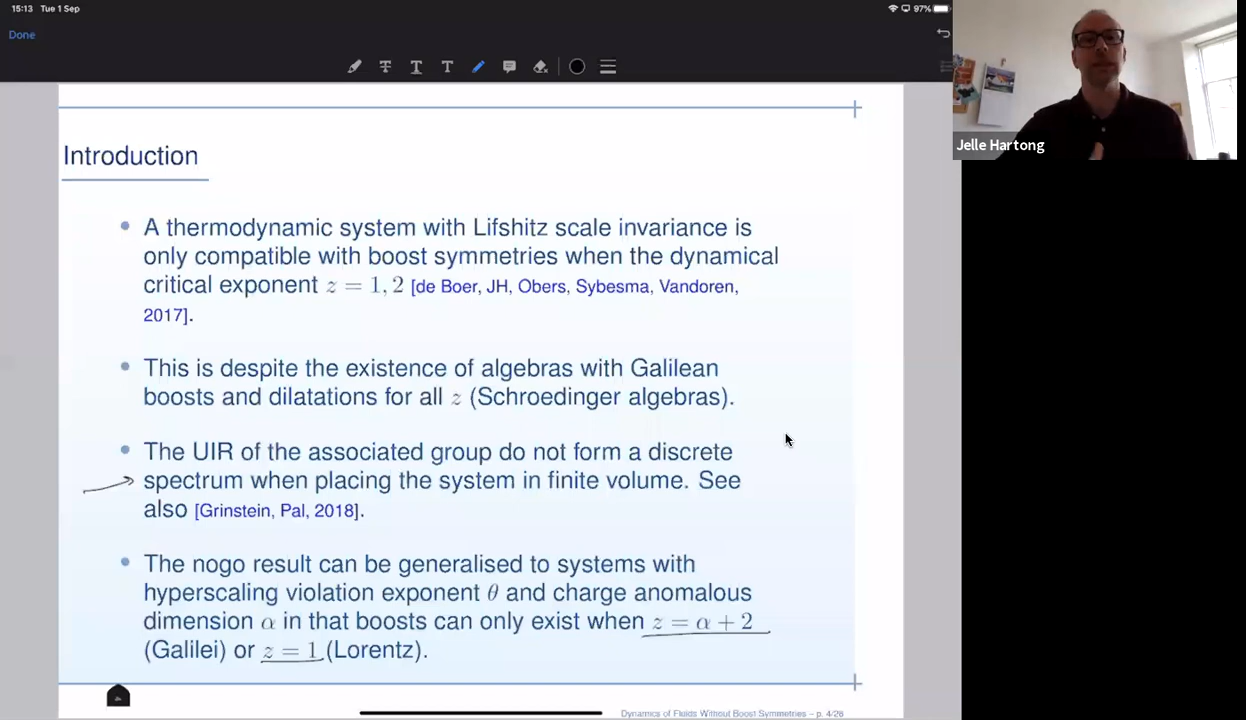 15:13 Tue 1 Sep
97%
Done
T T T
Jelle Hartong
Introduction
• A thermodynamic system with Lifshitz scale invariance is
only compatible with boost symmetries when the dynamical
critical exponent z = 1, 2 [de Boer, JH, Obers, Sybesma, Vandoren,
2017].
• This is despite the existence of algebras with Galilean
boosts and dilatations for all z (Schroedinger algebras).
• The UIR of the associated group do not form a discrete
spectrum when placing the system in finite volume. See
also [Grinstein, Pal, 2018].
• The nogo result can be generalised to systems with
hyperscaling violation exponent θ and charge anomalous
dimension α in that boosts can only exist when z = α + 2
(Galilei) or z = 1 (Lorentz).
Dynamics of Fluids Without Boost Symmetries – p. 4/26